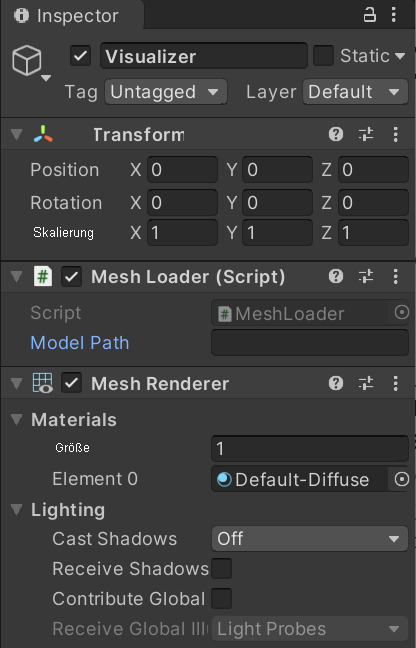 Inspector
Visualizer Static
Tag Untagged Layer Default
Transform
Position X 0 Y 0 Z 0
Rotation X 0 Y 0 Z 0
Skalierung X 1 Y 1 Z 1
# Mesh Loader (Script)
Script # MeshLoader
Model Path
Mesh Renderer
Materials
Größe 1
Element 0 Default-Diffuse
Lighting
Cast Shadows Off
Receive Shadows
Contribute Global
Receive Global Illu Light Probes